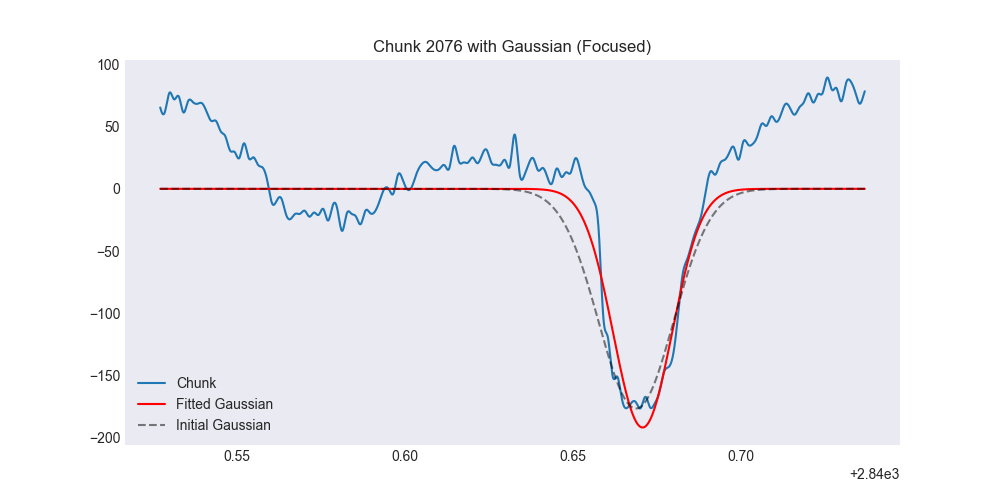 Chunk 2076 with Gaussian (Focused)
100
50
0
−50
−100
−150
−200
Chunk
Fitted Gaussian
Initial Gaussian
0.55 0.60 0.65 0.70
+2.84e3